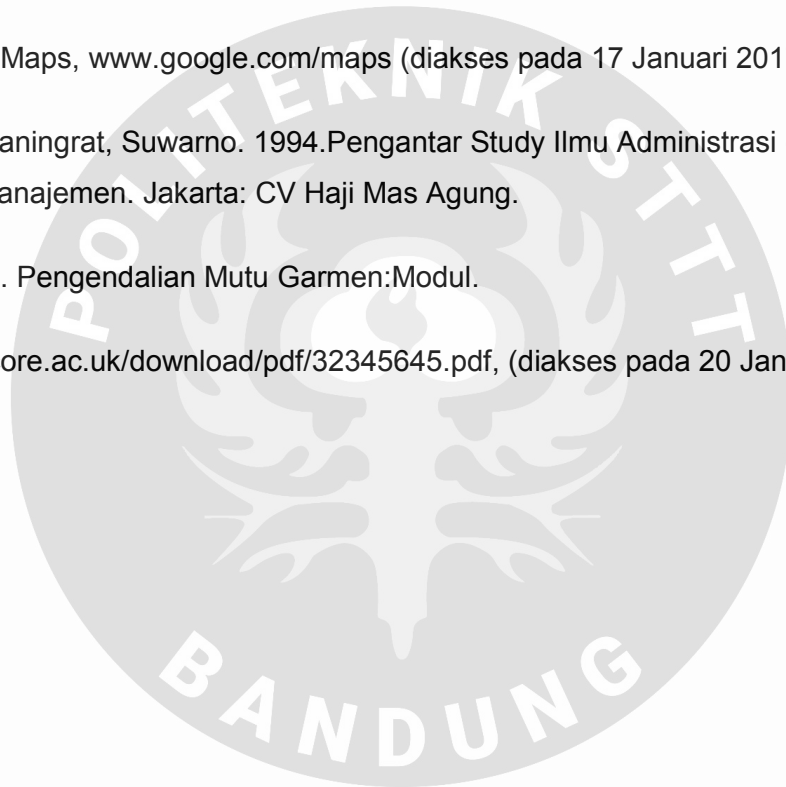 Maps, www.google.com/maps (diakses pada 17 Januari 201
aningrat, Suwarno. 1994.Pengantar Study Ilmu Administrasi
anajemen. Jakarta: CV Haji Mas Agung.
. Pengendalian Mutu Garmen:Modul.
ore.ac.uk/download/pdf/32345645.pdf, (diakses pada 20 Jan
POLITEKNIK STTT
BANDUNG